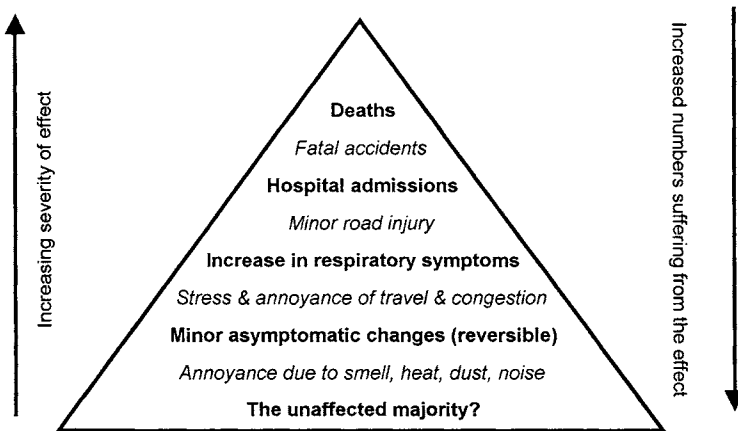 Increasing severity of effect
Deaths
Fatal accidents
Hospital admissions
Minor road injury
Increase in respiratory symptoms
Stress & annoyance of travel & congestion
Minor asymptomatic changes (reversible)
Annoyance due to smell, heat, dust, noise
The unaffected majority?
Increased numbers suffering from the effect